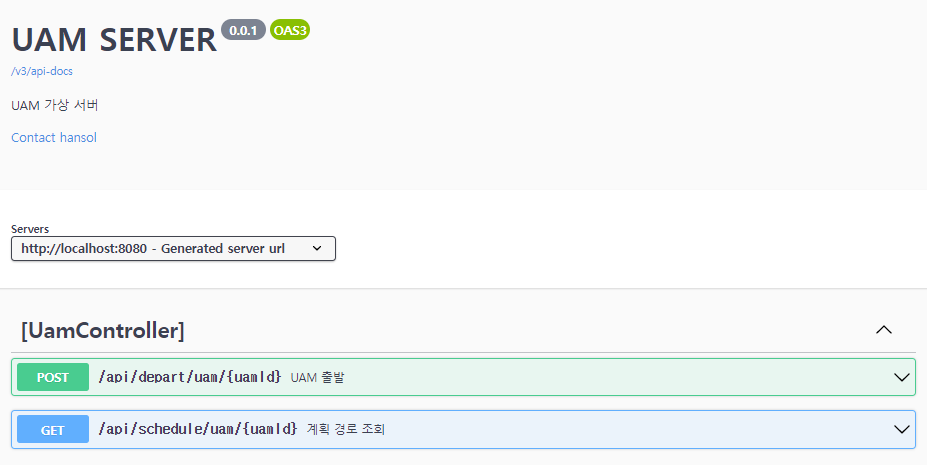 UAM SERVER 0.0.1 OAS3
/v3/api-docs
UAM 가상 서버
Contact hansol
Servers
http://localhost:8080 - Generated server url
[UamController]
POST /api/depart/uam/{uamId} UAM 출발
GET /api/schedule/uam/{uamId} 계획 경로 조회